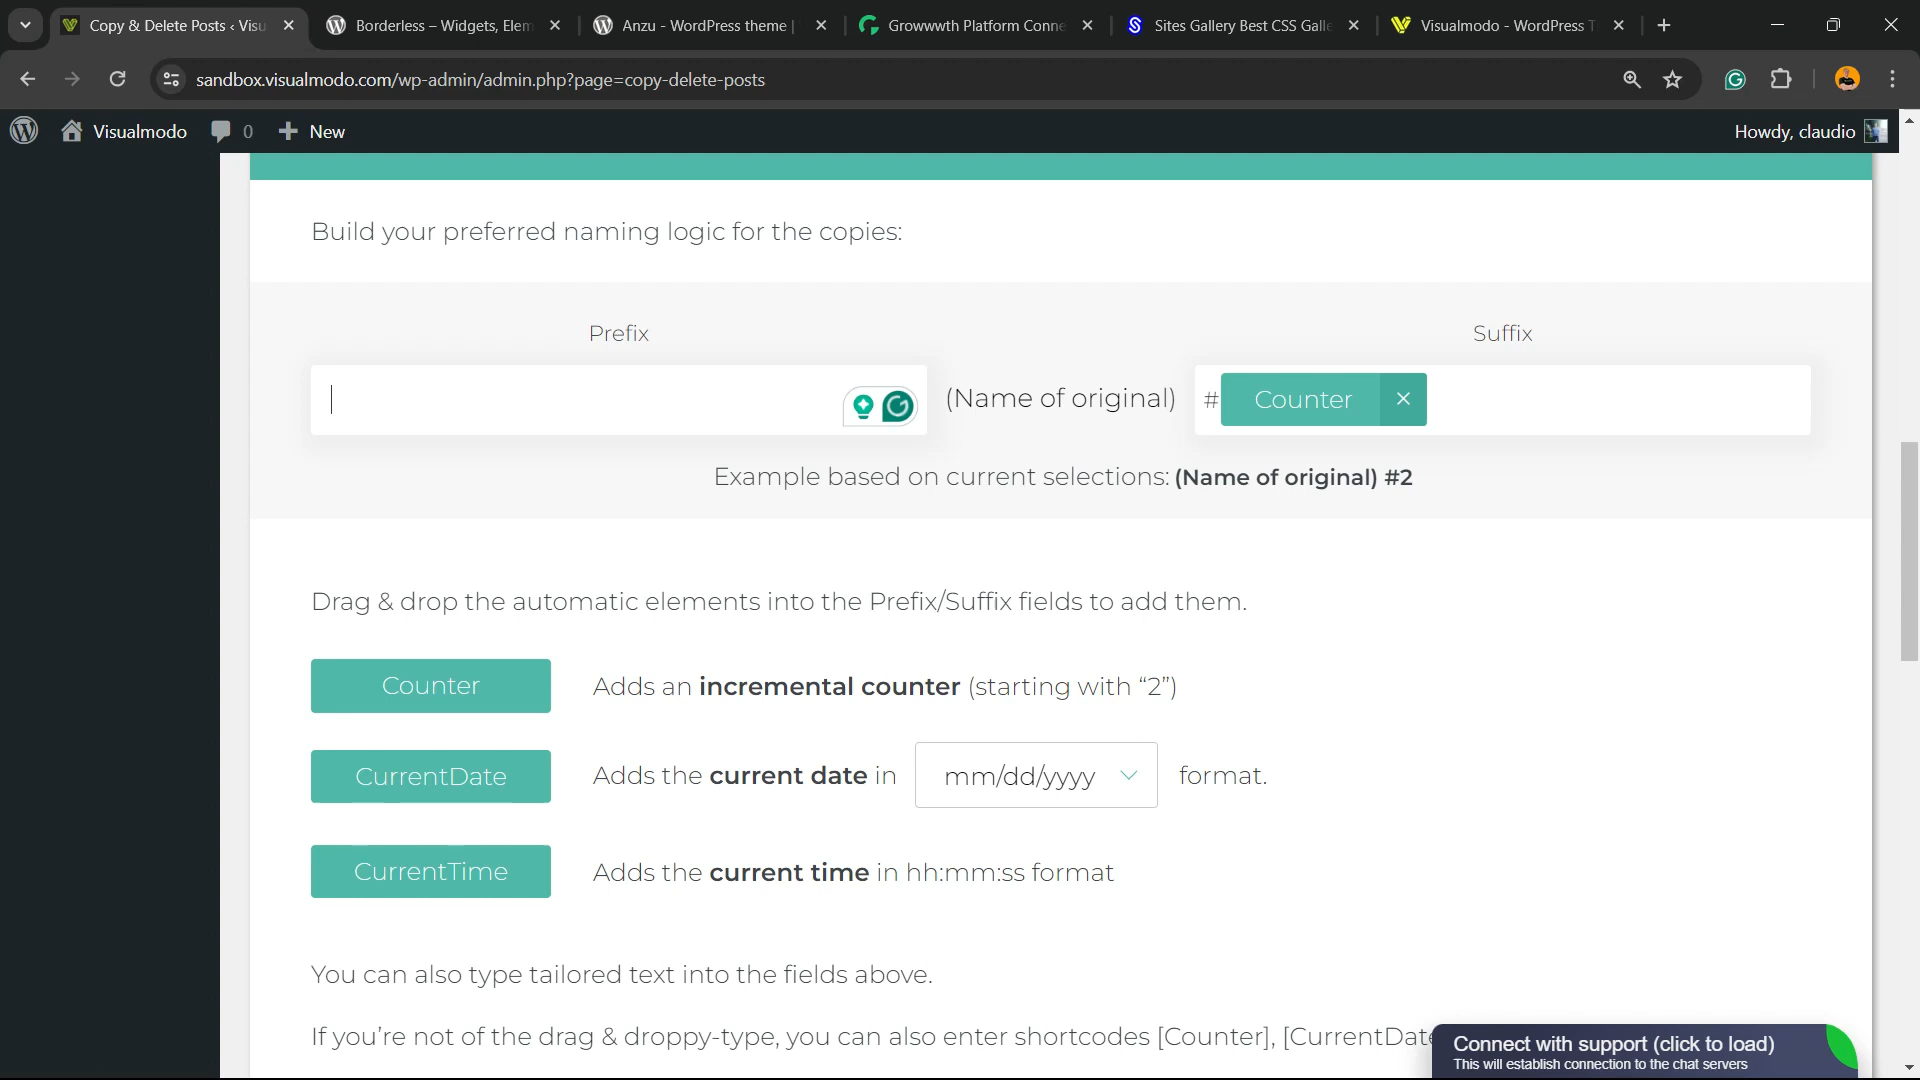 Copy & Delete Posts ‹ Visu
Borderless – Widgets, Elem
Anzu - WordPress theme |
Growwwth Platform Conne
Sites Gallery Best CSS Galle
Visualmodo - WordPress T
sandbox.visualmodo.com/wp-admin/admin.php?page=copy-delete-posts
Visualmodo 0 New Howdy, claudio
Build your preferred naming logic for the copies:
Prefix Suffix
(Name of original) # Counter
Example based on current selections: (Name of original) #2
Drag & drop the automatic elements into the Prefix/Suffix fields to add them.
Counter Adds an incremental counter (starting with “2”)
CurrentDate Adds the current date in mm/dd/yyyy format.
CurrentTime Adds the current time in hh:mm:ss format
You can also type tailored text into the fields above.
If you’re not of the drag & droppy-type, you can also enter shortcodes [Counter], [CurrentDate
Connect with support (click to load)
This will establish connection to the chat servers